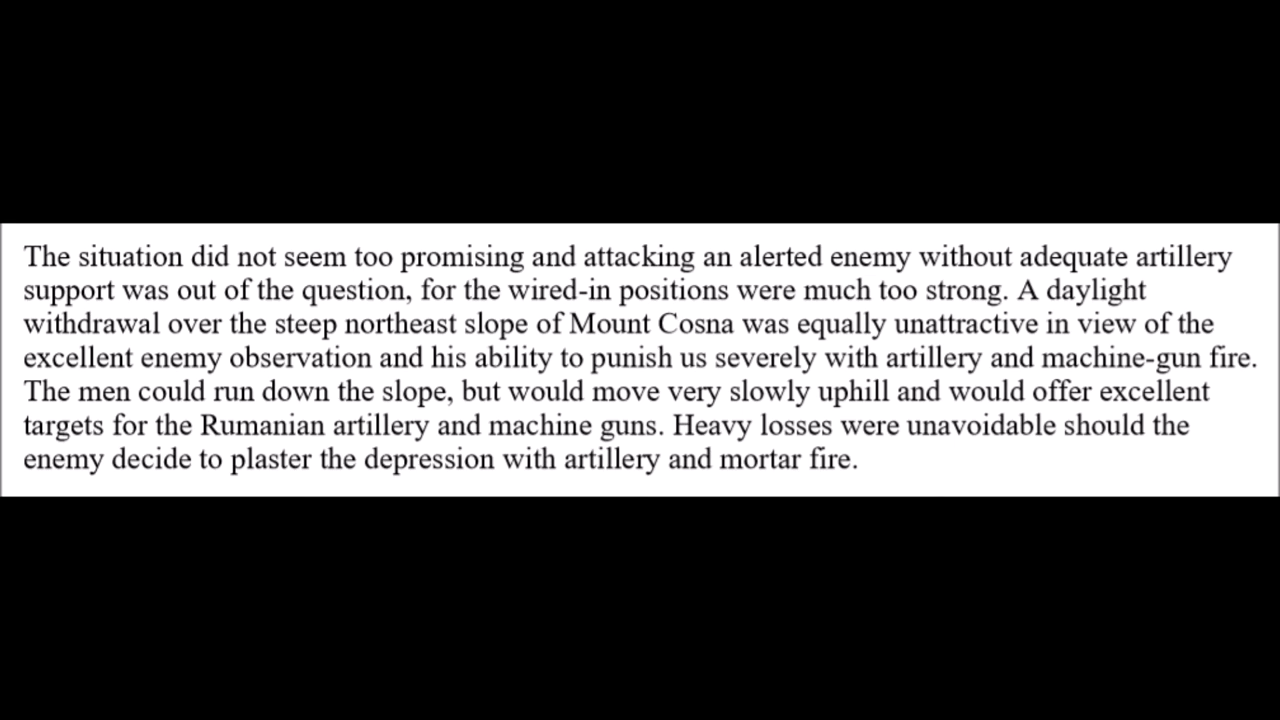 The situation did not seem too promising and attacking an alerted enemy without adequate artillery
support was out of the question, for the wired-in positions were much too strong. A daylight
withdrawal over the steep northeast slope of Mount Cosna was equally unattractive in view of the
excellent enemy observation and his ability to punish us severely with artillery and machine-gun fire.
The men could run down the slope, but would move very slowly uphill and would offer excellent
targets for the Rumanian artillery and machine guns. Heavy losses were unavoidable should the
enemy decide to plaster the depression with artillery and mortar fire.